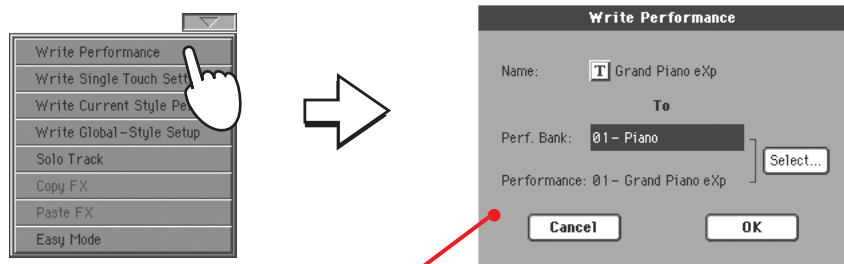 Write Performance
Write Single Touch
Write Current Style
Write Global-Style Setup
Solo Track
Copy FX
Paste FX
Easy Mode
Write Performance
Name: T Grand Piano eXp
To
Perf. Bank: 01- Piano
Select...
Performance: 01- Grand Piano eXp
Cancel OK